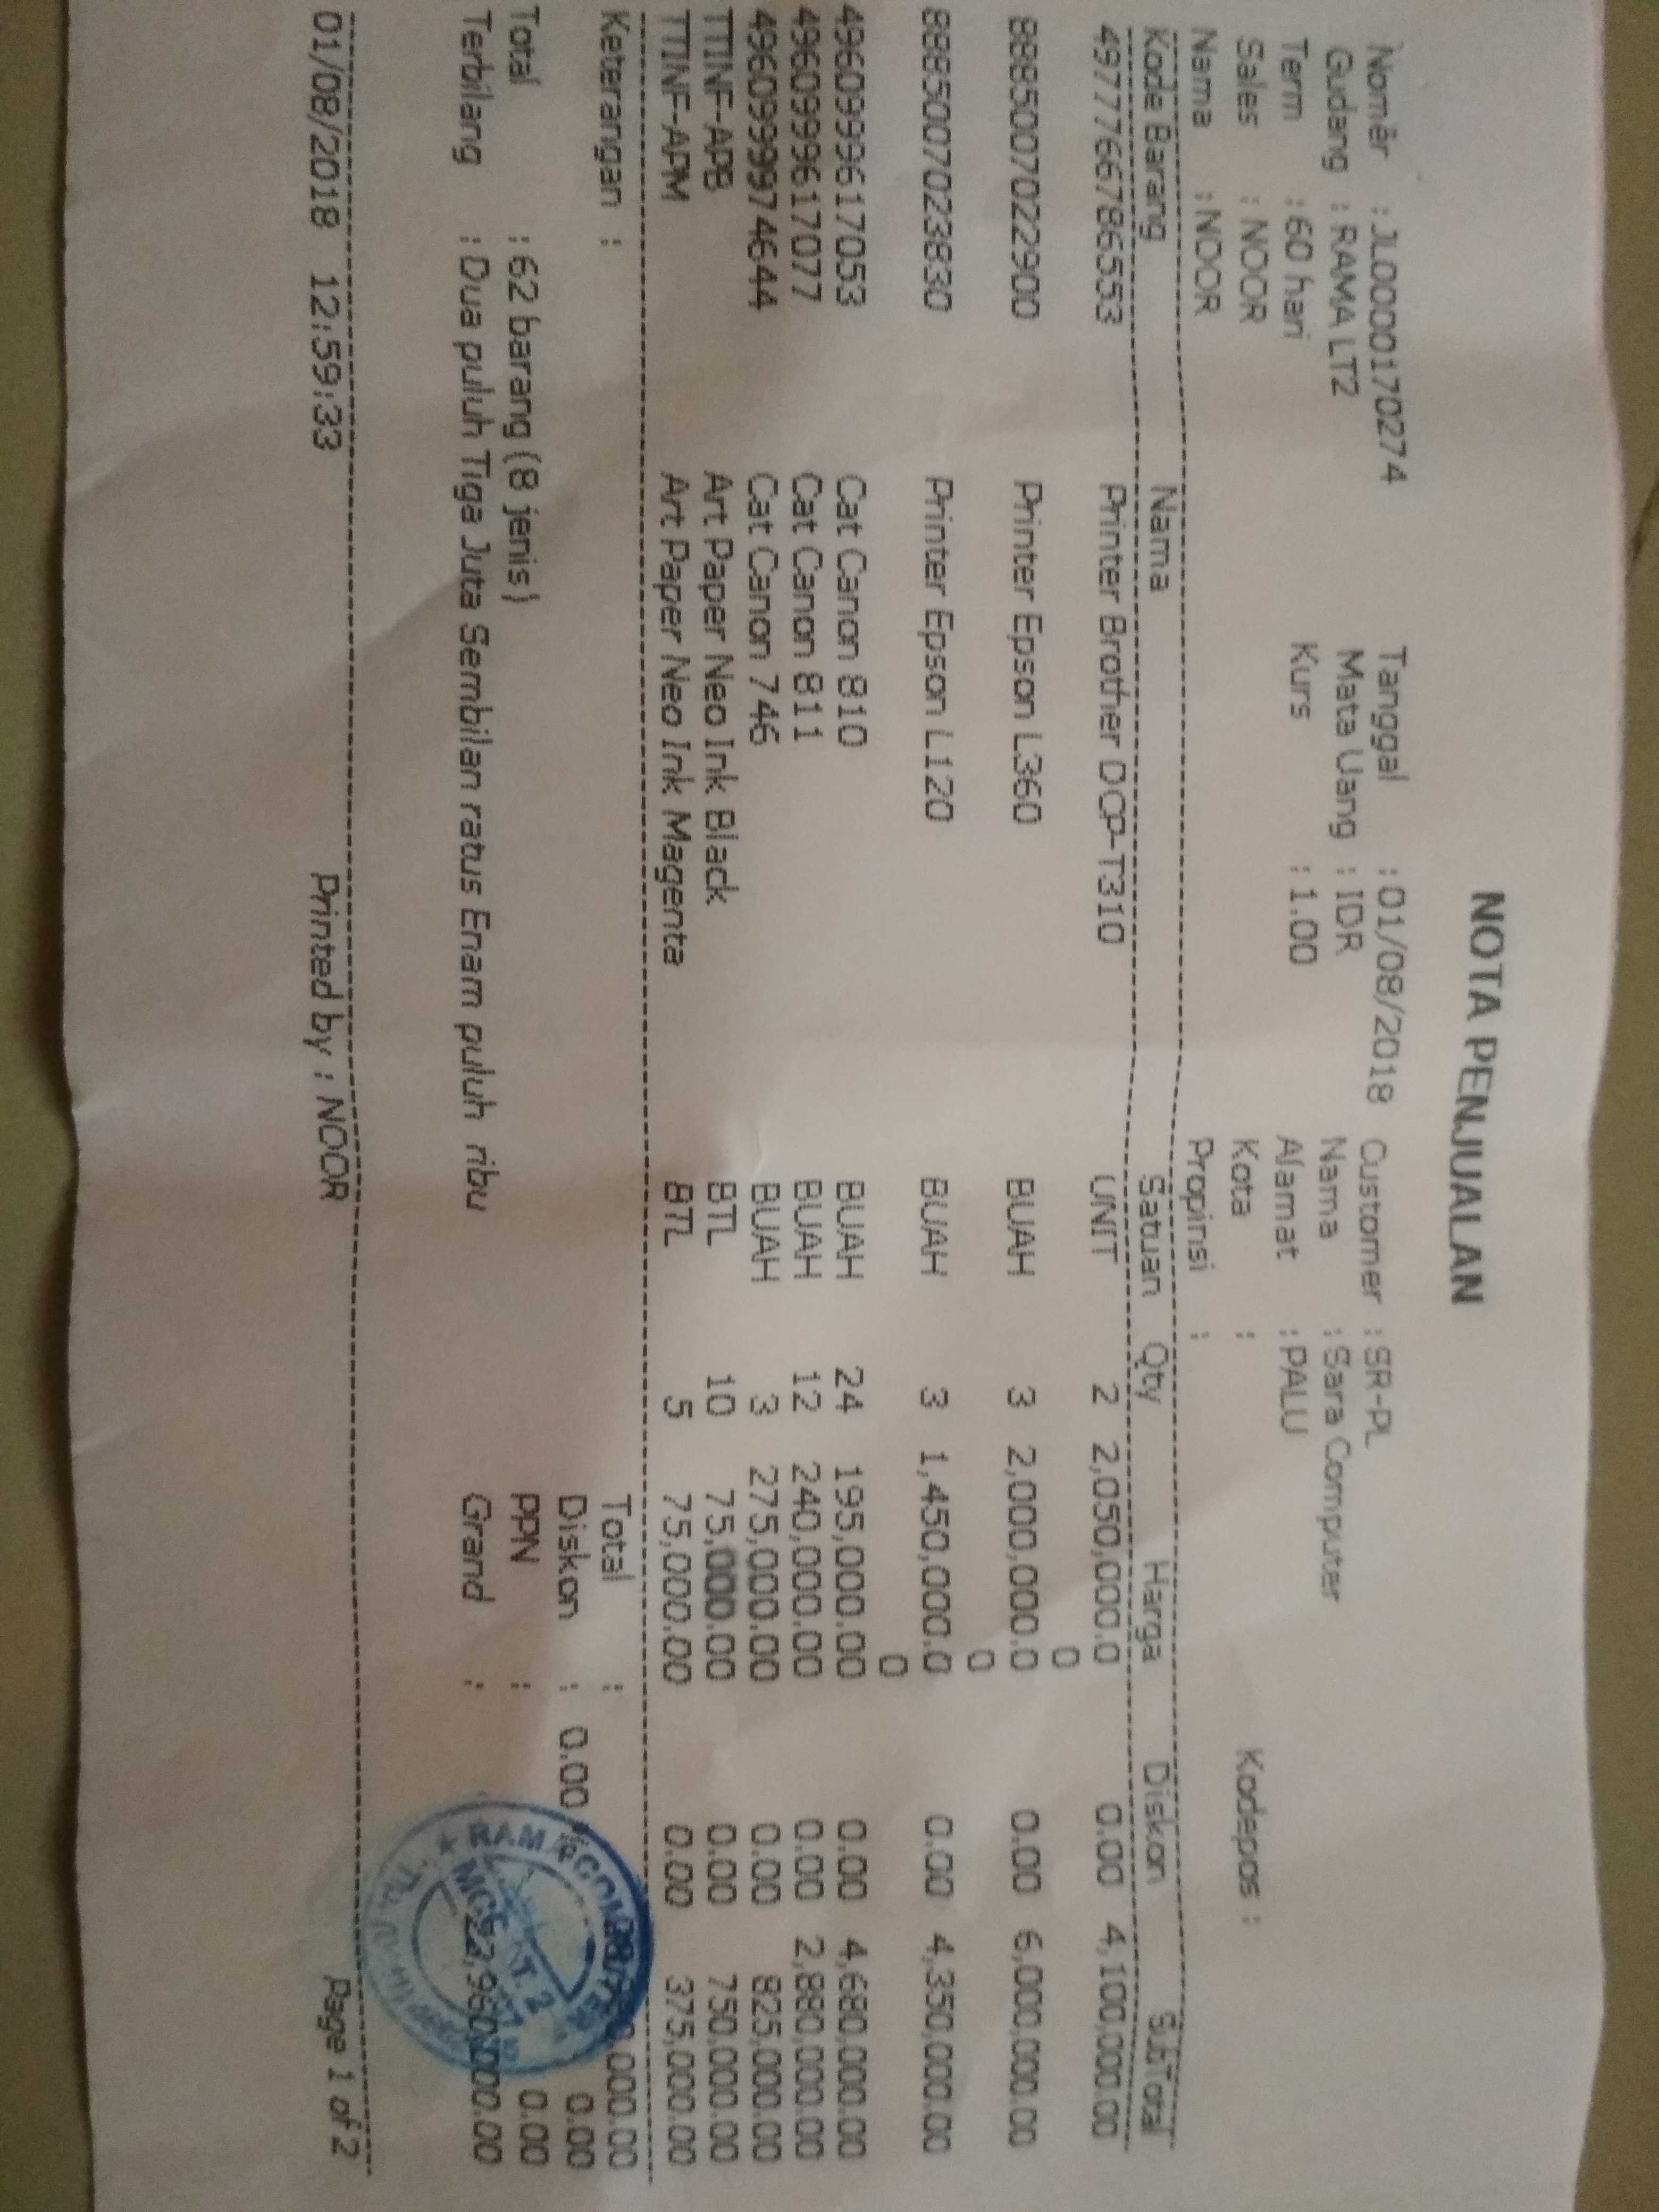 NOTA PENJUALAN
Nomer : JL0000170274 Tanggal : 01/08/2018 Customer : SR-PL
Gudang : RAMA LT2 Mata Uang : IDR Nama : Sara Computer
Term : 60 hari Kurs : 1.00 Alamat : PALU
Sales : NOOR Kota : Kodepos :
Nama : NOOR Propinsi :
Kode Barang Nama Satuan Qty Harga Diskon SubTotal
4977766786553 Printer Brother DCP-T310 UNIT 2 2,050,000.0 0.00 4,100,000.00
0
8885007022900 Printer Epson L360 BUAH 3 2,000,000.0 0.00 6,000,000.00
0
8885007023830 Printer Epson L120 BUAH 3 1,450,000.0 0.00 4,350,000.00
0
4960999617053 Cat Canon 810 BUAH 24 195,000.00 0.00 4,680,000.00
4960999617077 Cat Canon 811 BUAH 12 240,000.00 0.00 2,880,000.00
4960999974644 Cat Canon 746 BUAH 3 275,000.00 0.00 825,000.00
TTINF-APB Art Paper Neo Ink Black BTL 10 75,000.00 0.00 750,000.00
TTINF-APM Art Paper Neo Ink Magenta BTL 5 75,000.00 0.00 375,000.00
Keterangan : Total :
Diskon : 0.00 % 0.00
Total : 62 barang (8 jenis) PPN : 0.00
Terbilang : Dua puluh Tiga Juta Sembilan ratus Enam puluh ribu Grand :
RAMA COMPUTER
01/08/2018 12:59:33 Printed by : NOOR Page 1 of 2